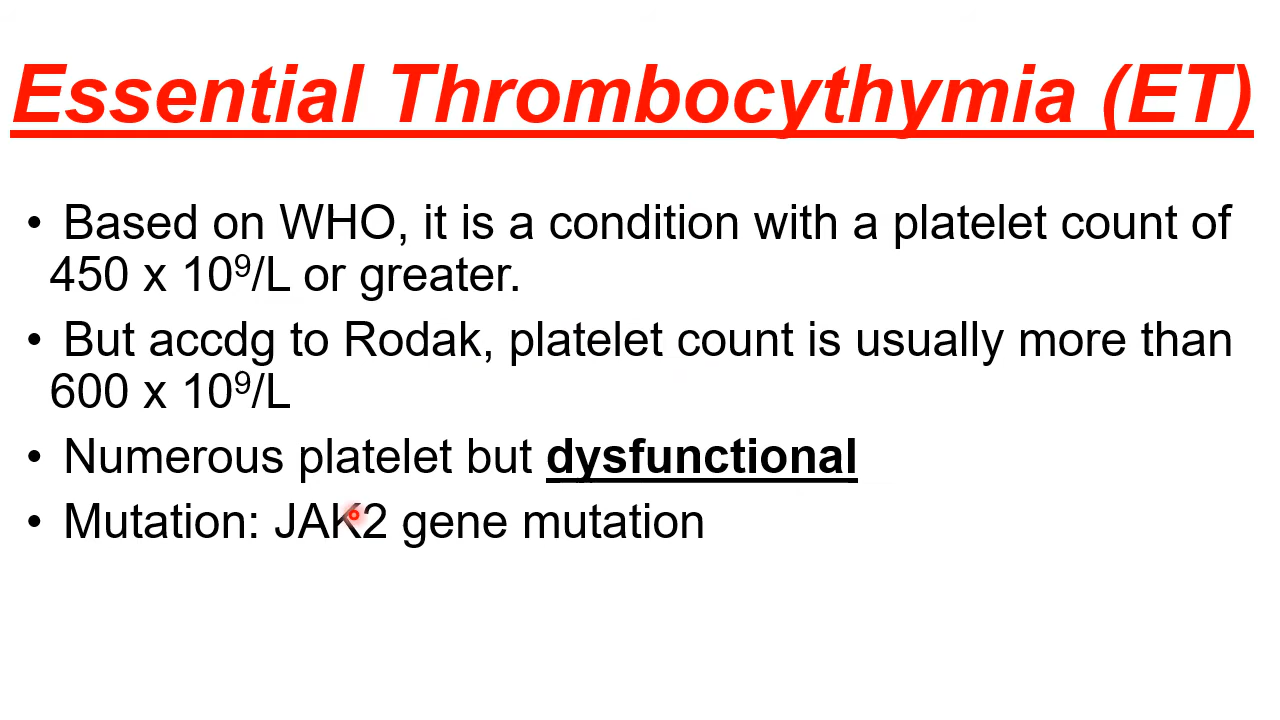 Essential Thrombocythymia (ET)
• Based on WHO, it is a condition with a platelet count of
450 x 10⁹/L or greater.
• But accdg to Rodak, platelet count is usually more than
600 x 10⁹/L
• Numerous platelet but dysfunctional
• Mutation: JAK2 gene mutation